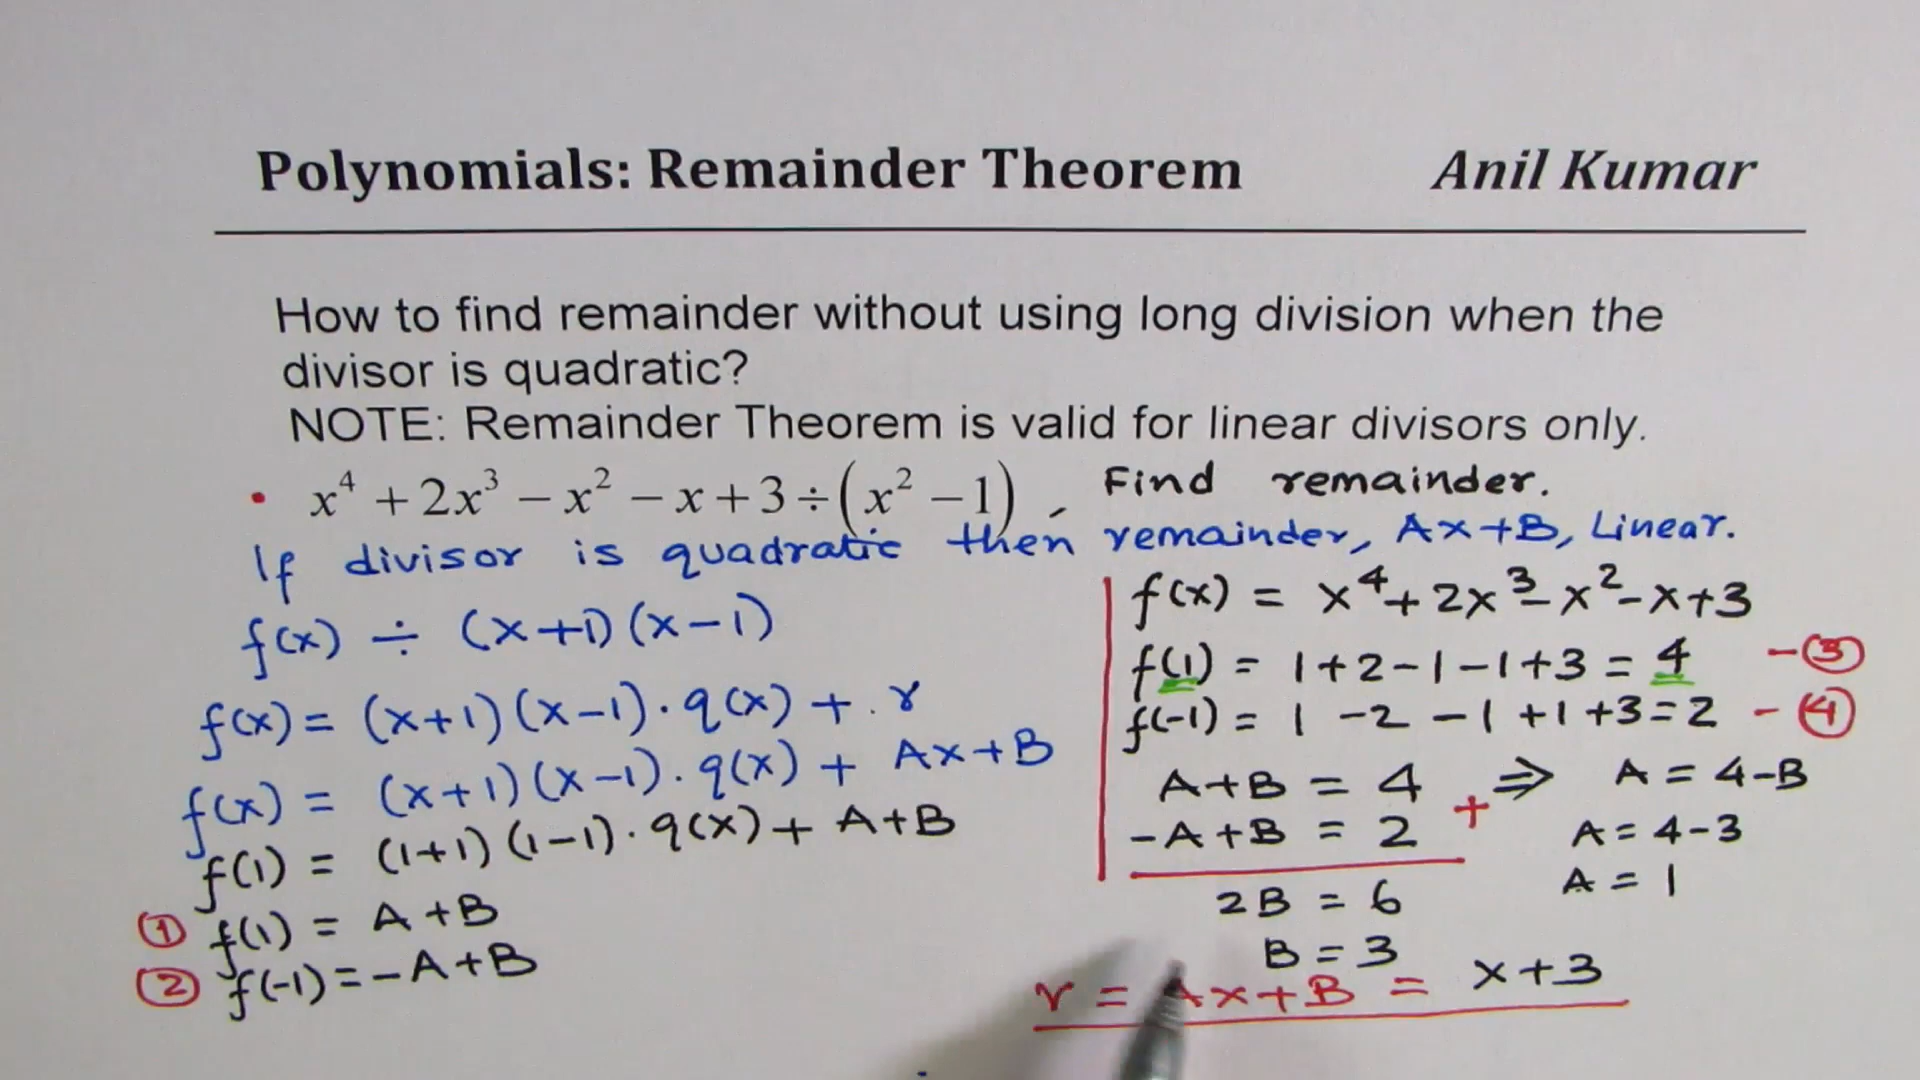 Polynomials: Remainder Theorem Anil Kumar
How to find remainder without using long division when the
divisor is quadratic?
NOTE: Remainder Theorem is valid for linear divisors only.
• x⁴ + 2x³ − x² − x + 3 ÷ (x² − 1), Find remainder.
If divisor is quadratic then remainder, Ax+B, Linear.
f(x) ÷ (x+1)(x−1)
f(x) = (x+1)(x−1)·q(x) + r
f(x) = (x+1)(x−1)·q(x) + Ax+B
f(1) = (1+1)(1−1)·q(x) + A+B
① f(1) = A+B
② f(-1) = −A+B
f(x) = x⁴+2x³−x²−x+3
f(1) = 1+2−1−1+3 = 4 −③
f(-1) = 1 −2 −1 +1 +3 = 2 −④
A+B = 4 ⇒ A = 4−B
−A+B = 2 + A = 4−3
2B = 6 A = 1
B = 3
r = Ax+B = x+3